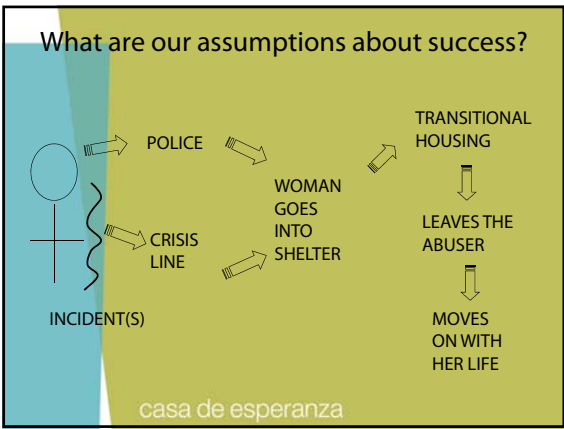 What are our assumptions about success?
POLICE
CRISIS
LINE
INCIDENT(S)
WOMAN
GOES
INTO
SHELTER
TRANSITIONAL
HOUSING
LEAVES THE
ABUSER
MOVES
ON WITH
HER LIFE
casa de esperanza